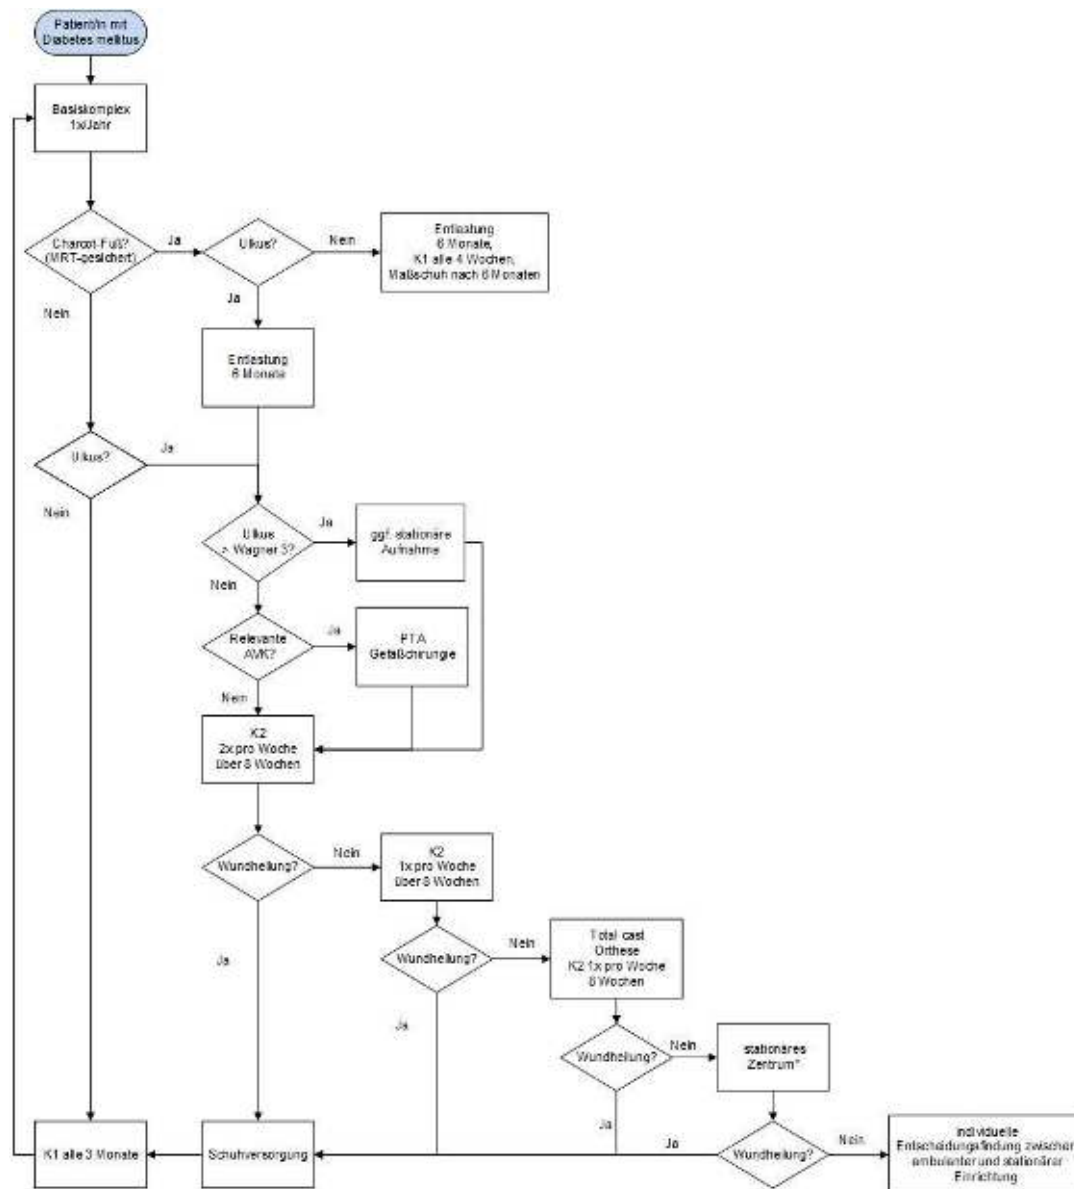 Patient/in mit
Diabetes mellitus
Basiskomplex
1x/Jahr
Charcot-Fuß?
(MRT-gesichert)
Ja
Ulkus?
Nein
Entlastung
6 Monate,
K1 alle 4 Wochen,
Maßschuh nach 6 Monaten
Nein
Ja
Entlastung
6 Monate
Ulkus?
Ja
Nein
Ulkus
> Wagner 3?
Ja
ggf. stationäre
Aufnahme
Nein
Relevante
AVK?
Ja
PTA
Gefäßchirurgie
Nein
K2
2x pro Woche
über 8 Wochen
Wundheilung?
Nein
K2
1x pro Woche
über 8 Wochen
Ja
Wundheilung?
Nein
Total cast
Orthese
K2 1x pro Woche
8 Wochen
Ja
Wundheilung?
Nein
stationäres
Zentrum*
Ja
K1 alle 3 Monate
Schuhversorgung
Ja
Wundheilung?
Nein
individuelle
Entscheidungsfindung zwischen
ambulanter und stationärer
Einrichtung